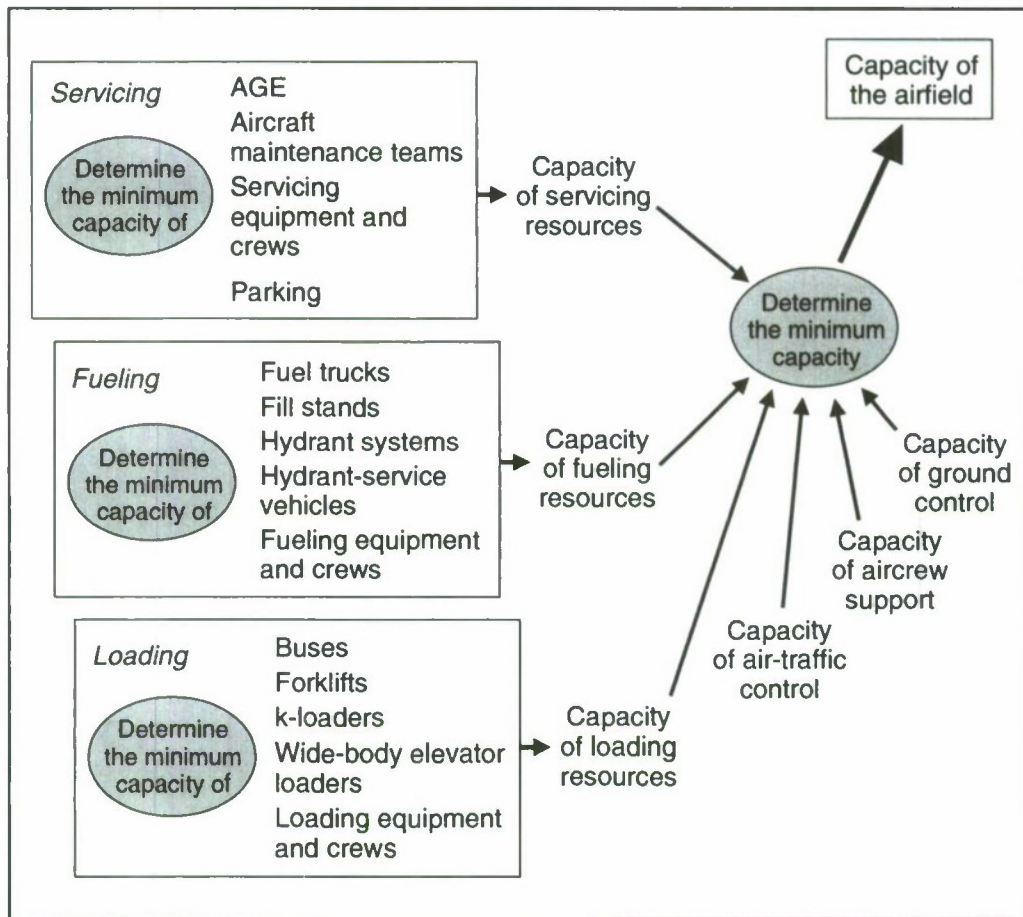 Servicing
Determine
the minimum
capacity of
AGE
Aircraft
maintenance teams
Servicing
equipment and
crews
Parking
Capacity
of servicing
resources
Fueling
Determine
the minimum
capacity of
Fuel trucks
Fill stands
Hydrant systems
Hydrant-service
vehicles
Fueling equipment
and crews
Capacity
of fueling
resources
Loading
Determine
the minimum
capacity of
Buses
Forklifts
k-loaders
Wide-body elevator
loaders
Loading equipment
and crews
Capacity
of loading
resources
Capacity
of air-traffic
control
Capacity
of aircrew
support
Capacity
of ground
control
Determine
the minimum
capacity
Capacity of
the airfield